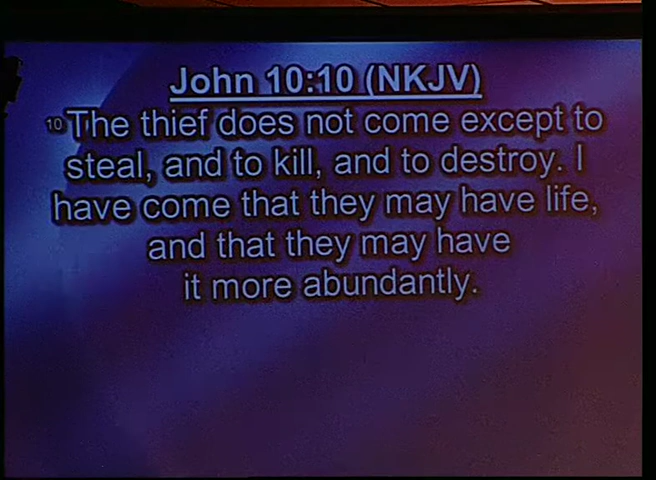 John 10:10 (NKJV)
10 The thief does not come except to
steal, and to kill, and to destroy. I
have come that they may have life,
and that they may have
it more abundantly.